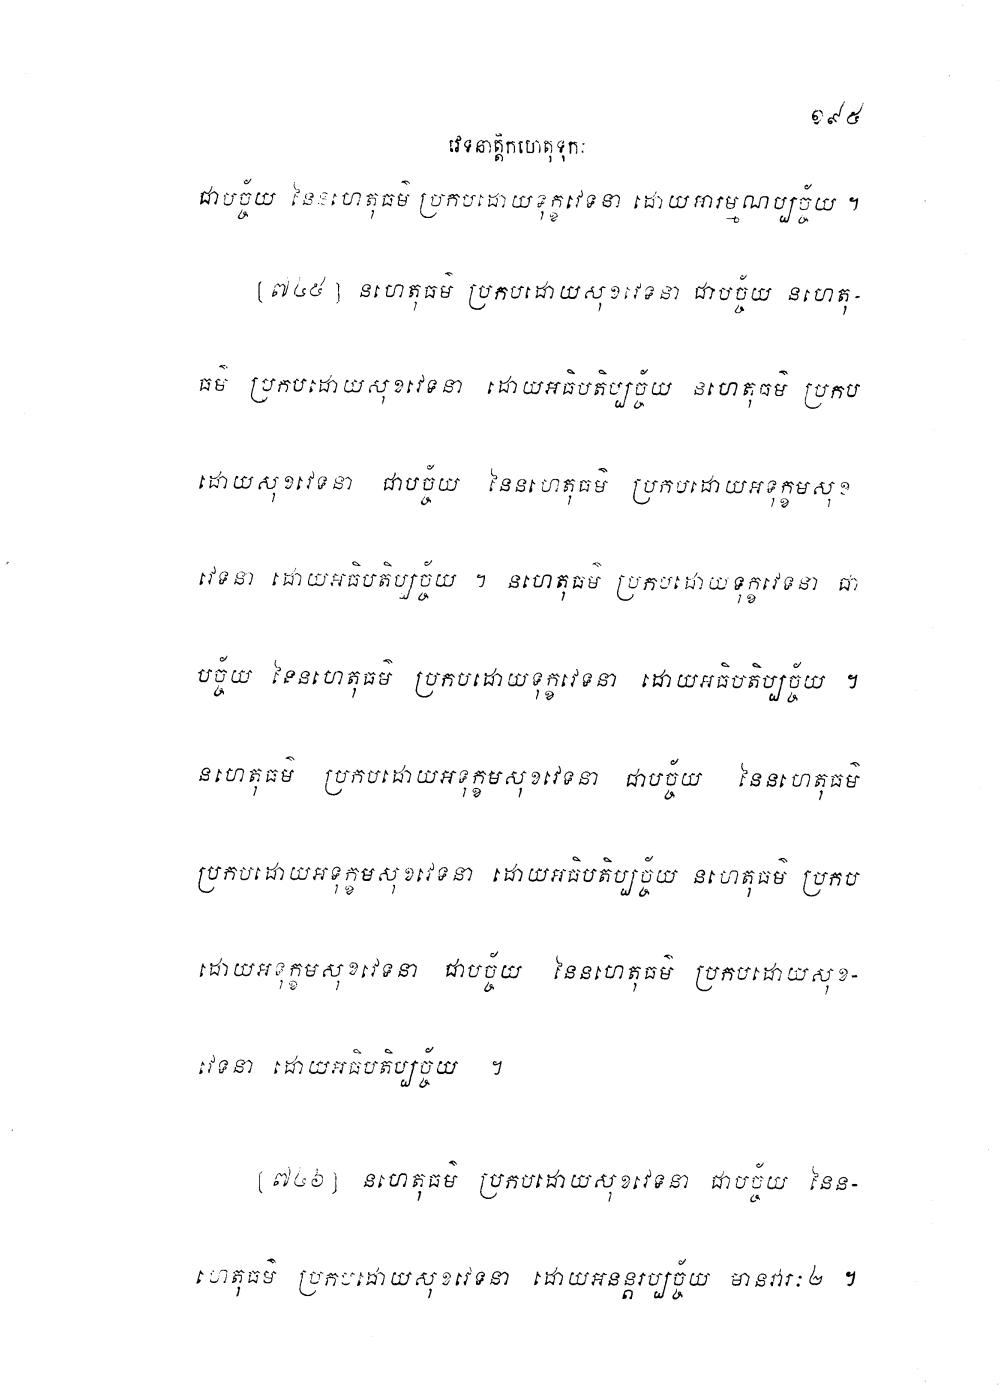 ១៩៥
វេទនាត្តិកហេតុទុកៈ
ជាបច្ច័យ នៃនហេតុធម៌ ប្រកបដោយទុក្ខវេទនា ដោយអារម្មណប្បច្ច័យ ។
[៧៤៥] នហេតុធម៌ ប្រកបដោយសុខវេទនា ជាបច្ច័យ នហេតុ-
ធម៌ ប្រកបដោយសុខវេទនា ដោយអធិបតិប្បច្ច័យ នហេតុធម៌ ប្រកប
ដោយសុខវេទនា ជាបច្ច័យ នៃនហេតុធម៌ ប្រកបដោយអទុក្ខមសុខ
វេទនា ដោយអធិបតិប្បច្ច័យ ។ នហេតុធម៌ ប្រកបដោយទុក្ខវេទនា ជា
បច្ច័យ នៃនហេតុធម៌ ប្រកបដោយទុក្ខវេទនា ដោយអធិបតិប្បច្ច័យ ។
នហេតុធម៌ ប្រកបដោយអទុក្ខមសុខវេទនា ជាបច្ច័យ នៃនហេតុធម៌
ប្រកបដោយអទុក្ខមសុខវេទនា ដោយអធិបតិប្បច្ច័យ នហេតុធម៌ ប្រកប
ដោយអទុក្ខមសុខវេទនា ជាបច្ច័យ នៃនហេតុធម៌ ប្រកបដោយសុខ-
វេទនា ដោយអធិបតិប្បច្ច័យ ។
[៧៤៦] នហេតុធម៌ ប្រកបដោយសុខវេទនា ជាបច្ច័យ នៃន-
ហេតុធម៌ ប្រកបដោយសុខវេទនា ដោយអនន្តរប្បច្ច័យ មានវារៈ២ ។